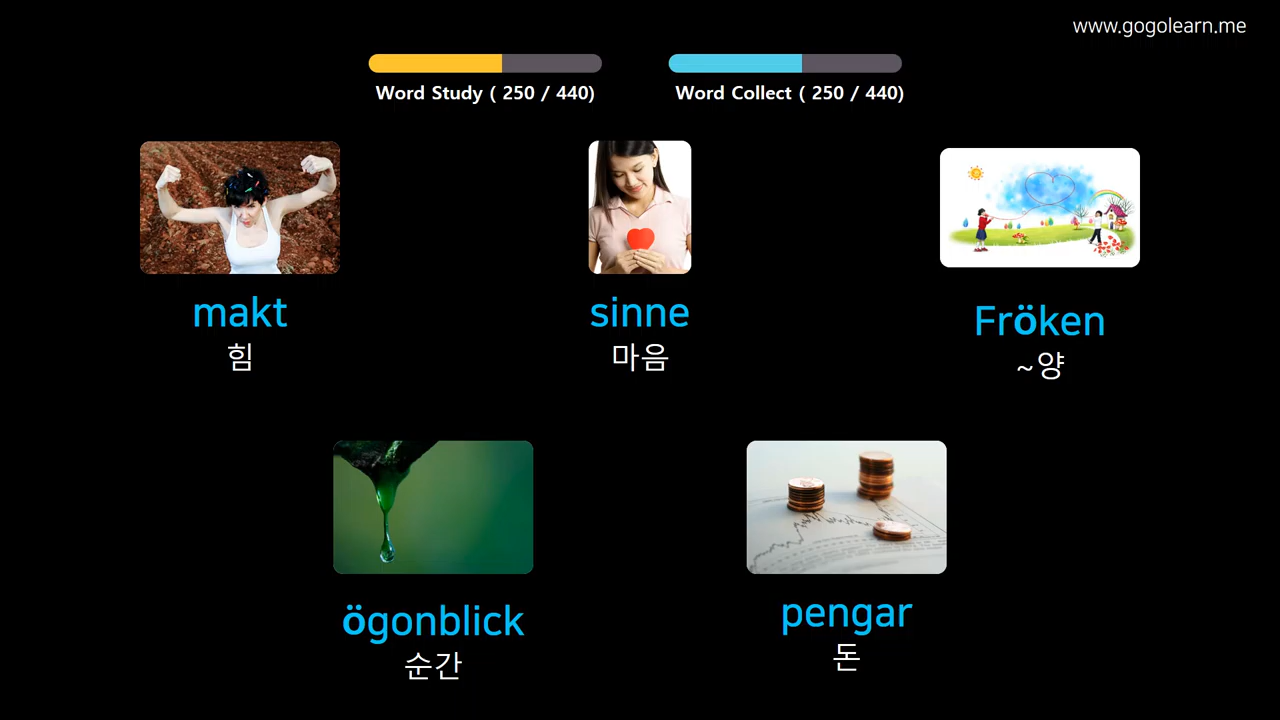 www.gogolearn.me
Word Study ( 250 / 440)
Word Collect ( 250 / 440)
makt
힘
sinne
마음
Fröken
~양
ögonblick
순간
pengar
돈